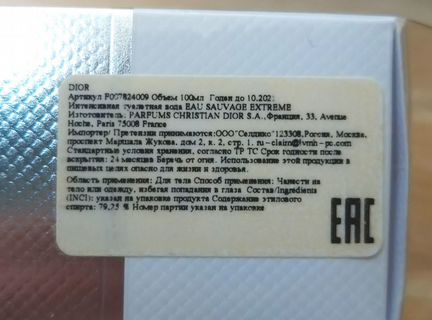 DIOR
Артикул F007824009 Объем 100мл Годен до 10.202
Интенсивная туалетная вода EAU SAUVAGE EXTREME
Изготовитель: PARFUMS CHRISTIAN DIOR S.A., Франция, 33, Avenue
Hoche, Paris 75008 France
Импортер/ Претензии принимаются:ООО"Селдико"123308,Россия, Москва,
проспект Маршала Жукова, дом 2, к. 2, стр. 1. ru-claim@lvmh-pc.com
Стандартные условия хранения, согласно ТР ТС Срок годности после
вскрытия: 24 месяцев Беречь от огня. Использование этой продукции в
пищевых целях опасно для жизни и здоровья.
Область применения: Для тела Способ применения: Нанести на
тело или одежду, избегая попадания в глаза Состав/Ingredients
(INCI): указан на упаковке продукта Содержание этилового
спирта: 79,25 % Номер партии указан на упаковке
EAC